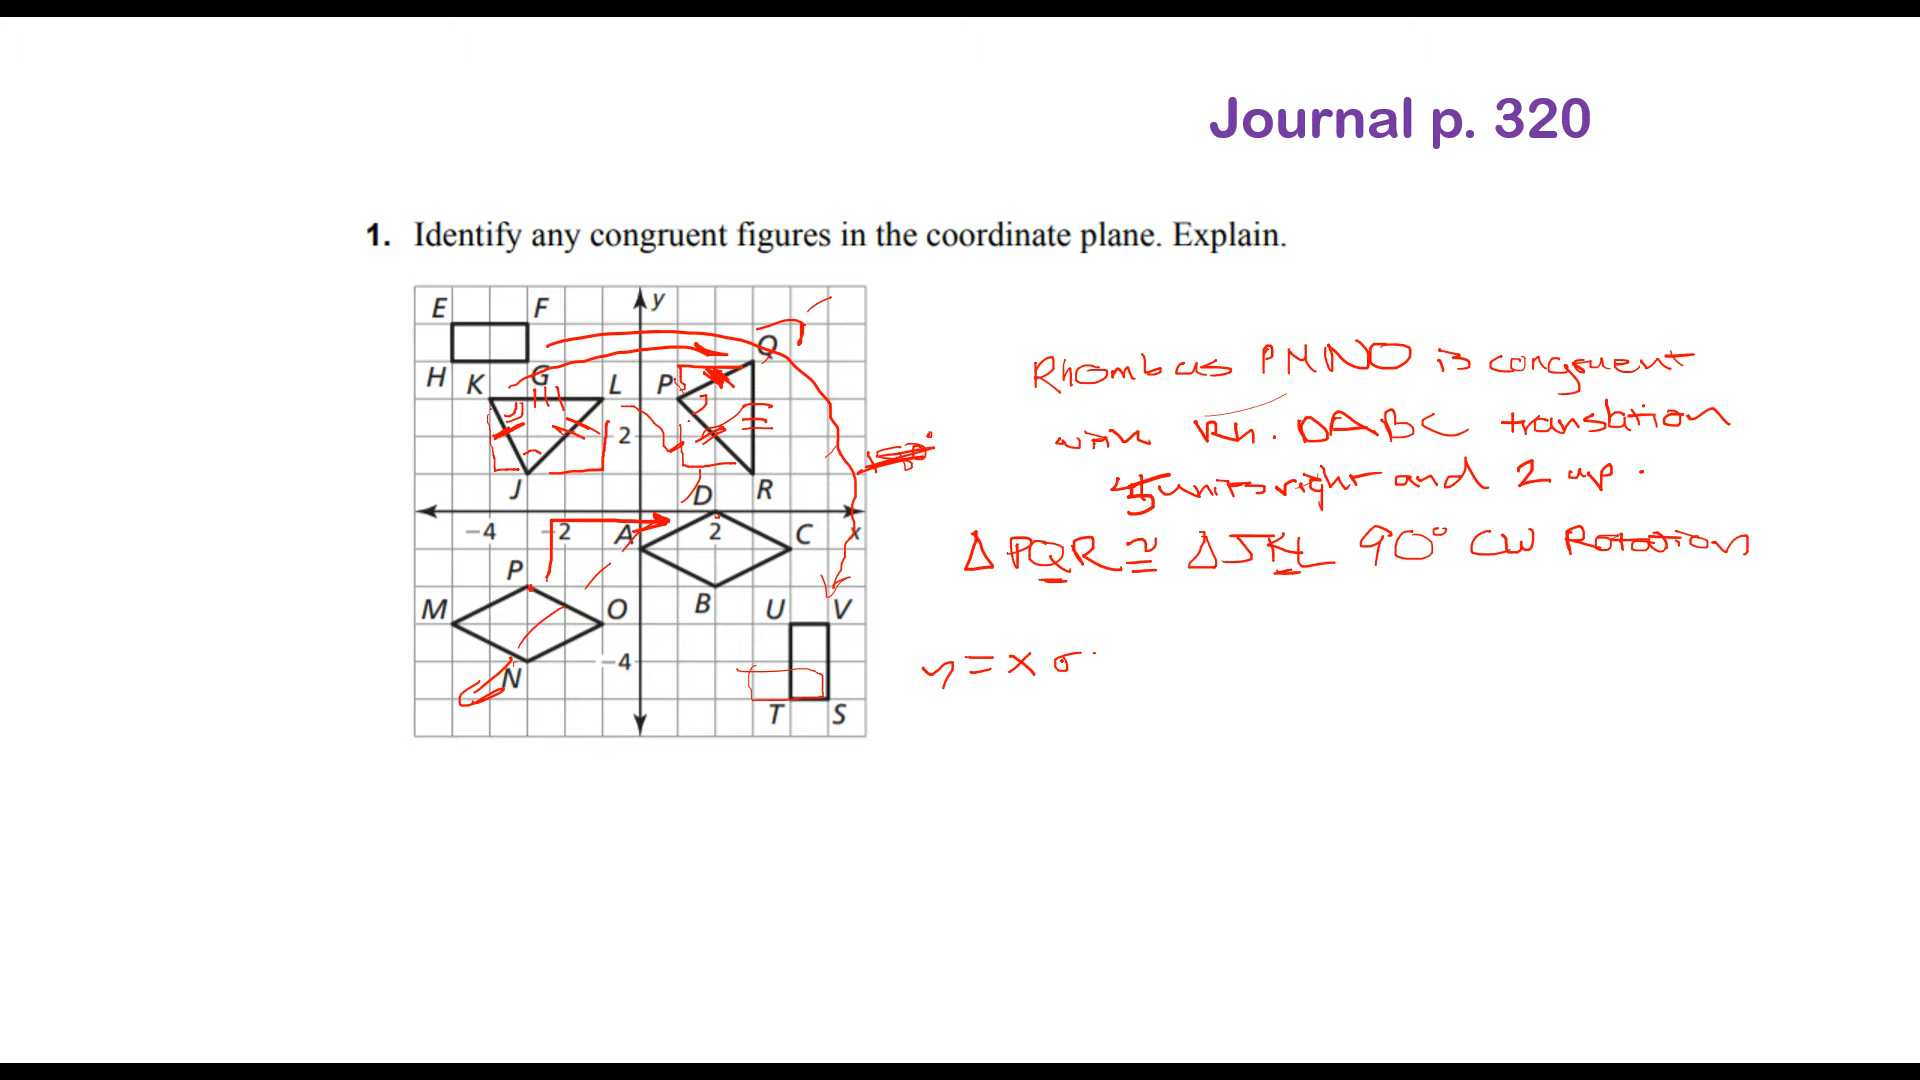 Journal p. 320
1. Identify any congruent figures in the coordinate plane. Explain.
E F y
Q
H K G L P
2
J D R
−4 −2 A 2 C x
P
M O B U V
N −4
T S
Rhombus PMNO is congruent
with Rh. DABC translation
5 units right and 2 up.
Δ PQR ≅ Δ JKL 90° CW Rotation
y = x